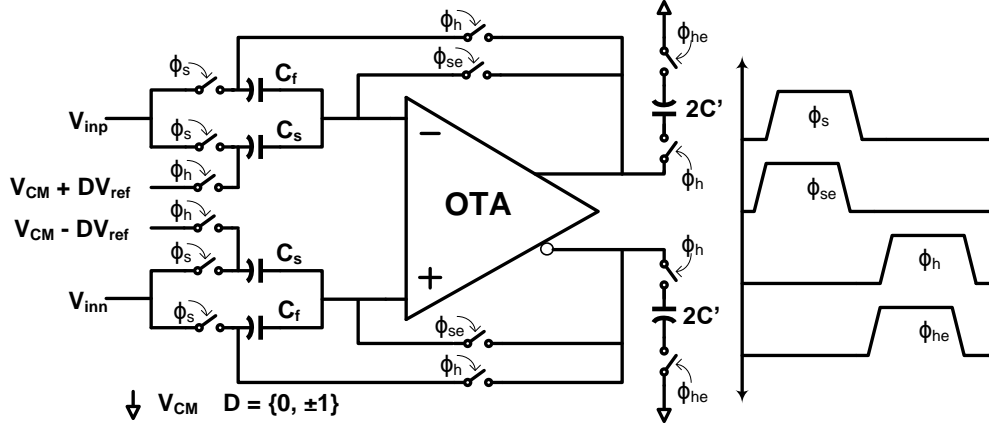 ϕh
ϕhe
ϕse
ϕs
Cf
2C'
Vinp
ϕs
Cs
ϕs
−
ϕh
ϕh
VCM + DVref
ϕse
ϕh
OTA
VCM - DVref
ϕs
Cs
ϕh
ϕh
+
Vinn
ϕs
Cf
2C'
ϕse
ϕhe
ϕh
ϕhe
VCM D = {0, ±1}